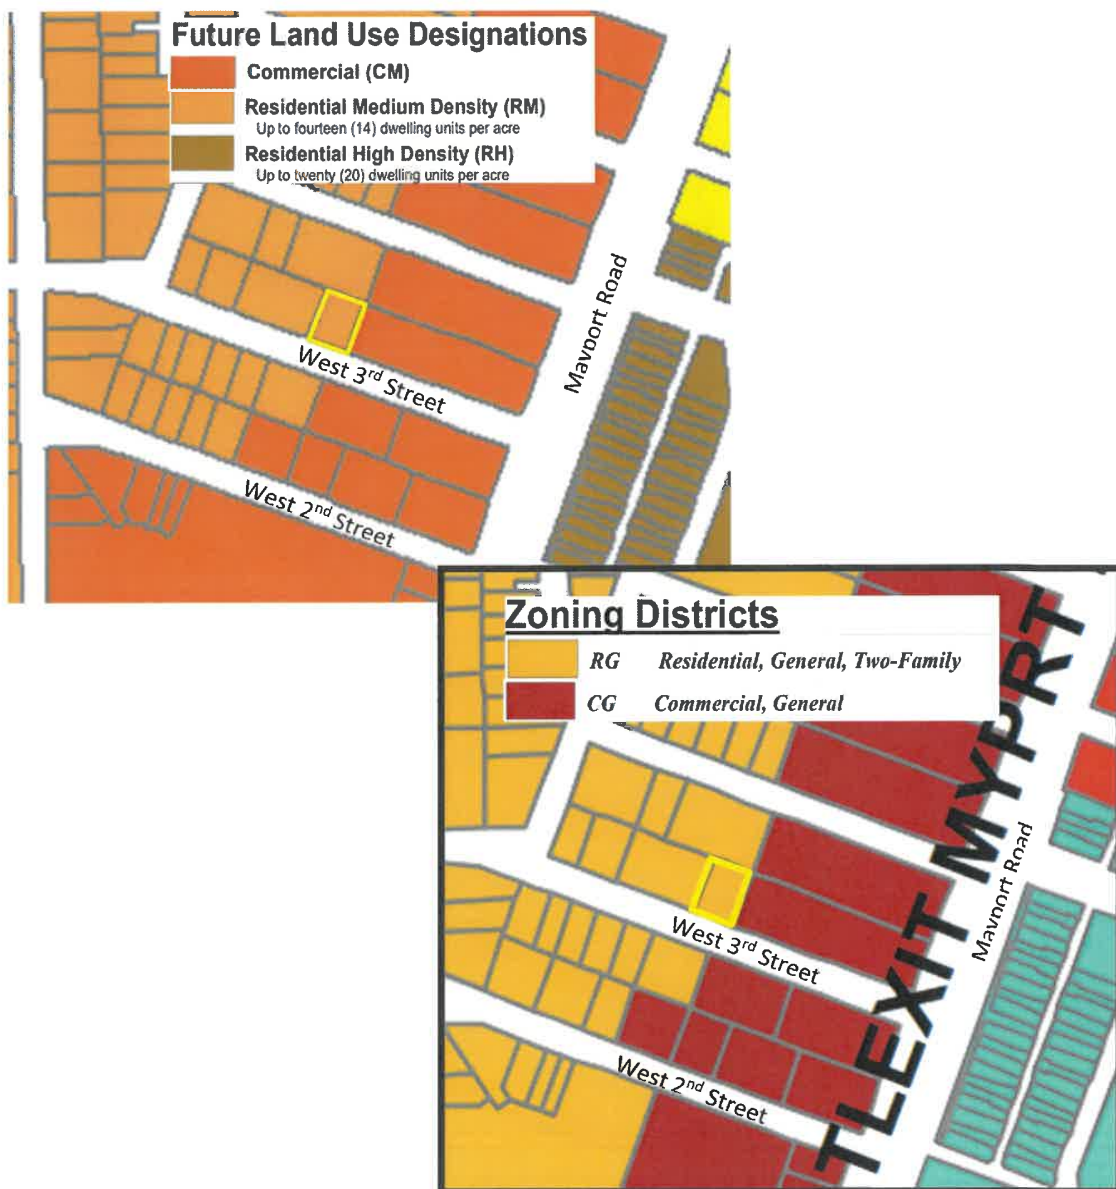 Future Land Use Designations
Commercial (CM)
Residential Medium Density (RM)
Up to fourteen (14) dwelling units per acre
Residential High Density (RH)
Up to twenty (20) dwelling units per acre
Mayport Road
West 3rd Street
West 2nd Street
Zoning Districts
RG Residential, General, Two-Family
CG Commercial, General
TLEXIT MYPRT
Mayport Road
West 3rd Street
West 2nd Street